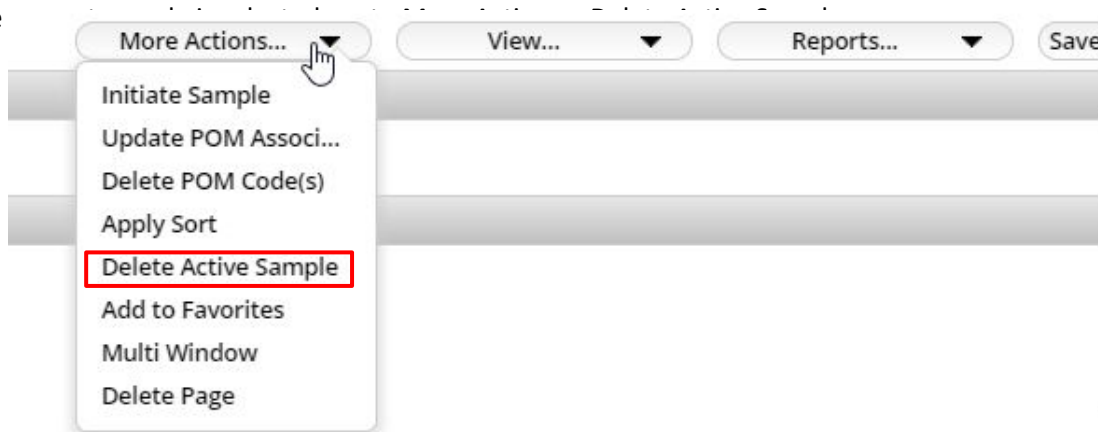 More Actions... View... Reports... Save
Initiate Sample
Update POM Associ...
Delete POM Code(s)
Apply Sort
Delete Active Sample
Add to Favorites
Multi Window
Delete Page